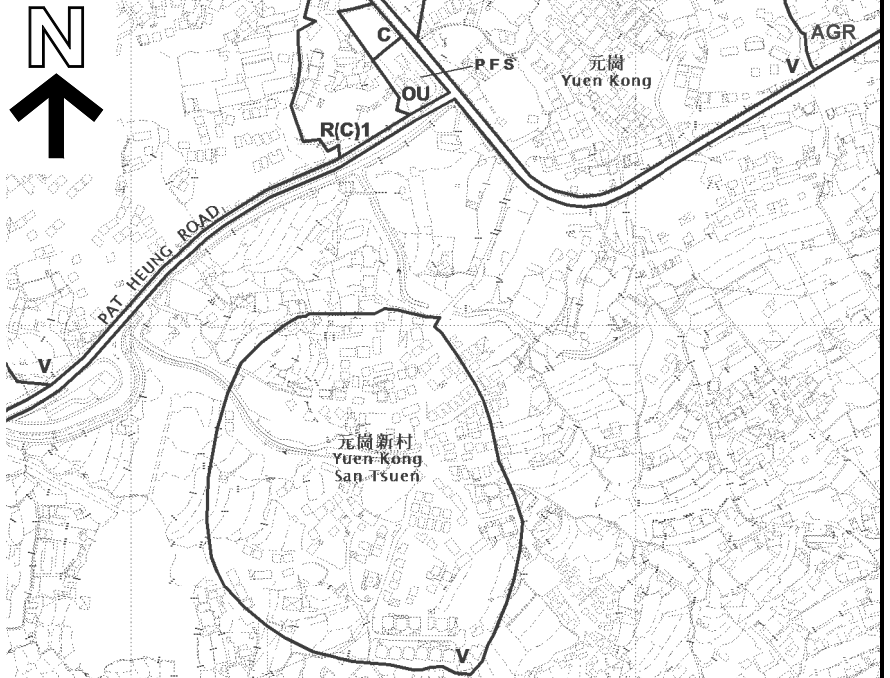 N
C
AGR
PFS
元崗
Yuen Kong
V
OU
R(C)1
PAT HEUNG ROAD
V
元崗新村
Yuen Kong
San Tsuen
V